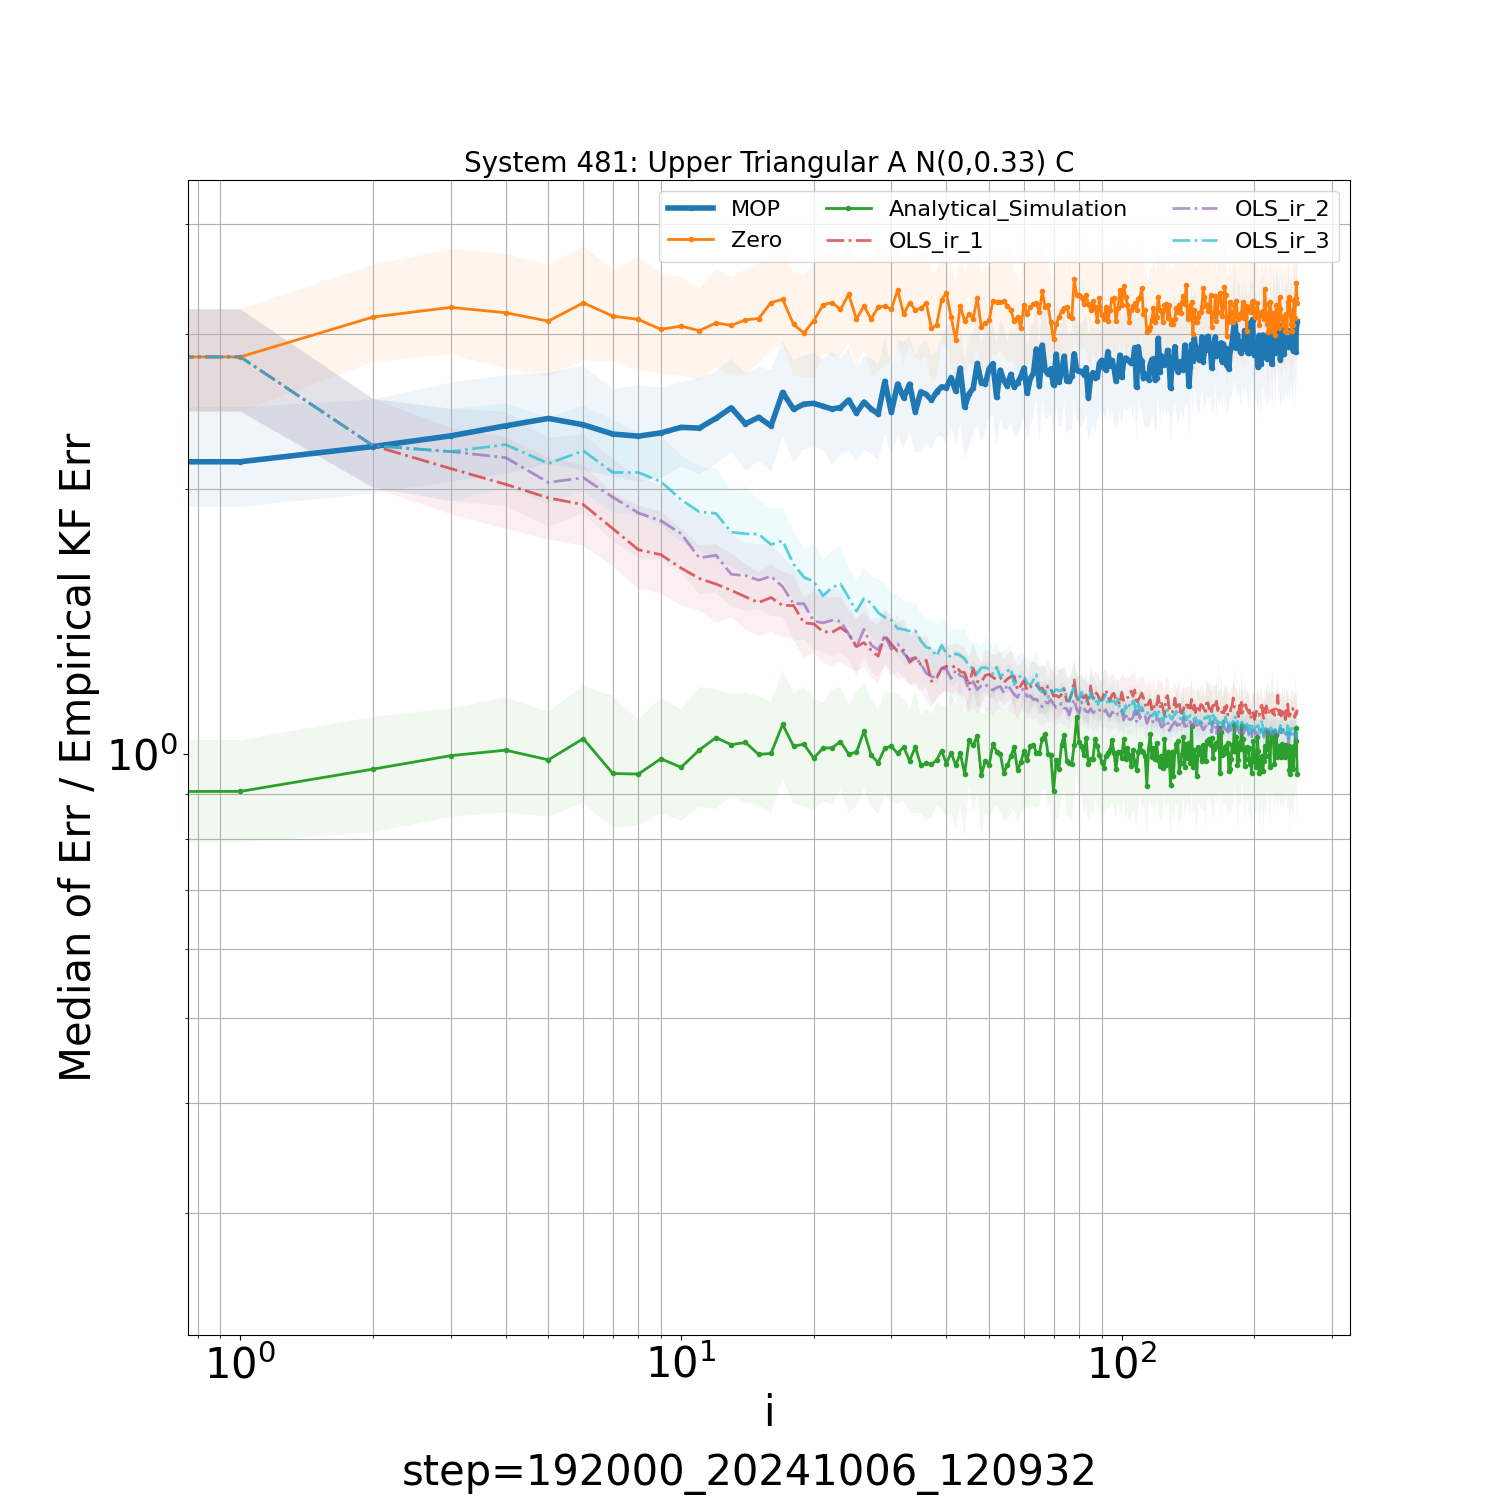 System 481: Upper Triangular A N(0,0.33) C
MOP
Zero
Analytical_Simulation
OLS_ir_1
OLS_ir_2
OLS_ir_3
Median of Err / Empirical KF Err
10⁰
10⁰
10¹
10²
i
step=192000_20241006_120932